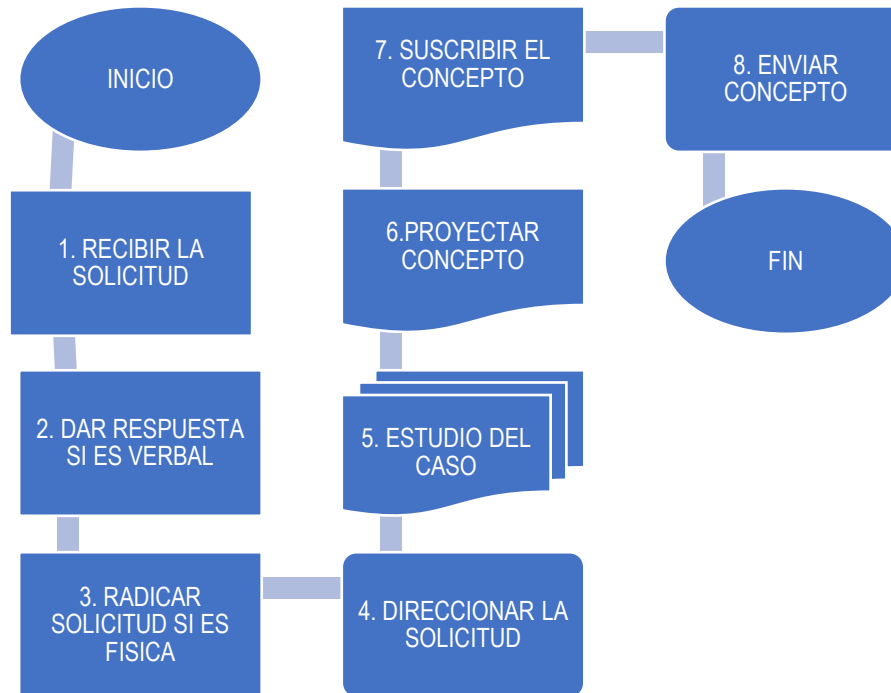 INICIO
1. RECIBIR LA
SOLICITUD
2. DAR RESPUESTA
SI ES VERBAL
3. RADICAR
SOLICITUD SI ES
FISICA
4. DIRECCIONAR LA
SOLICITUD
5. ESTUDIO DEL
CASO
6.PROYECTAR
CONCEPTO
7. SUSCRIBIR EL
CONCEPTO
8. ENVIAR
CONCEPTO
FIN